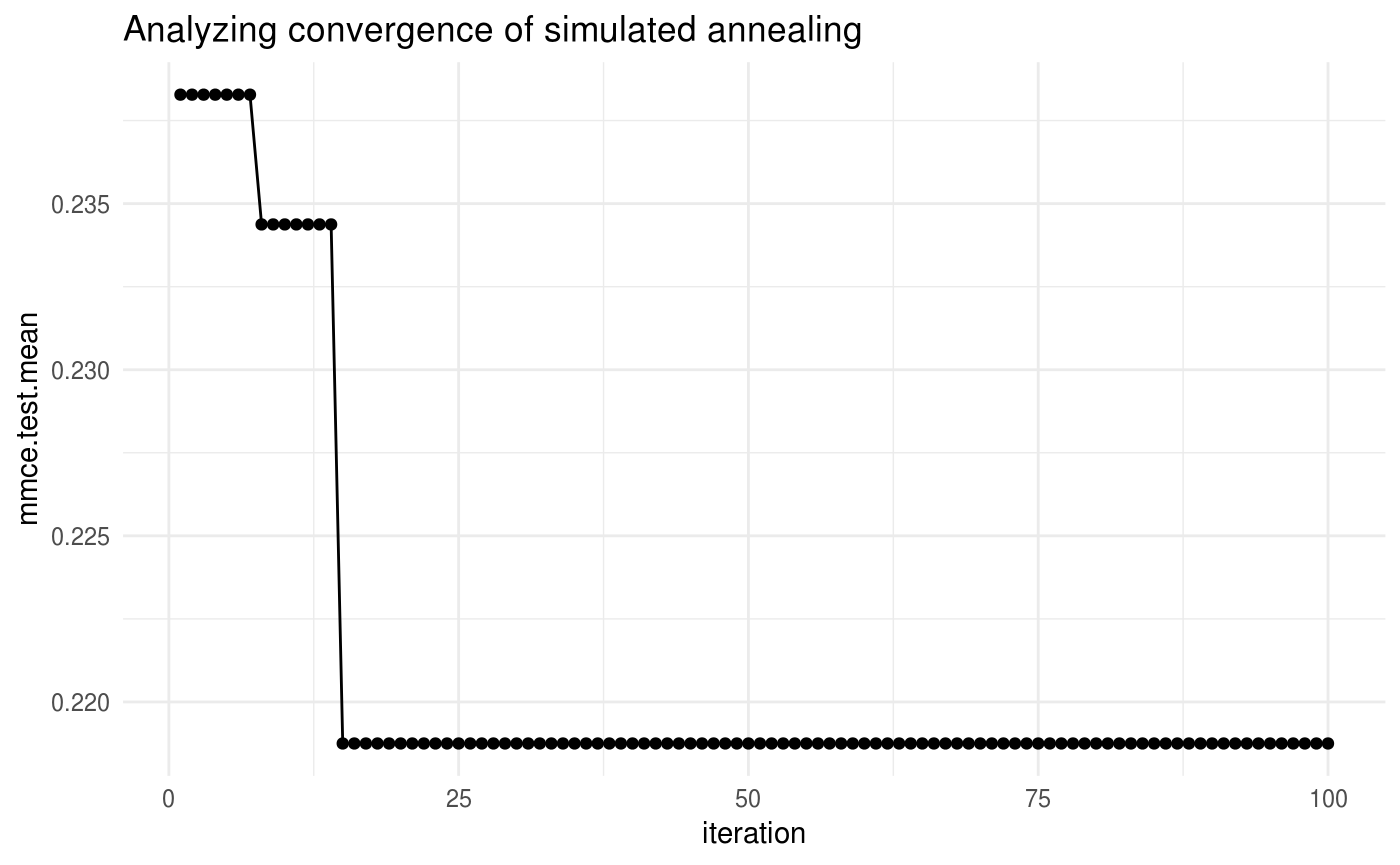 Analyzing convergence of simulated annealing
mmce.test.mean
0.235
0.230
0.225
0.220
0 25 50 75 100
iteration